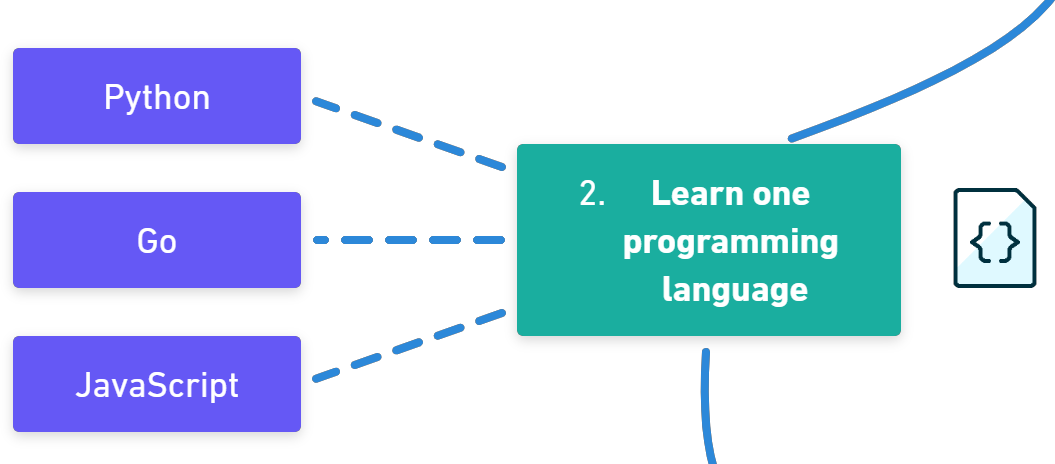 Python
Go
JavaScript
2. Learn one
programming
language
{}